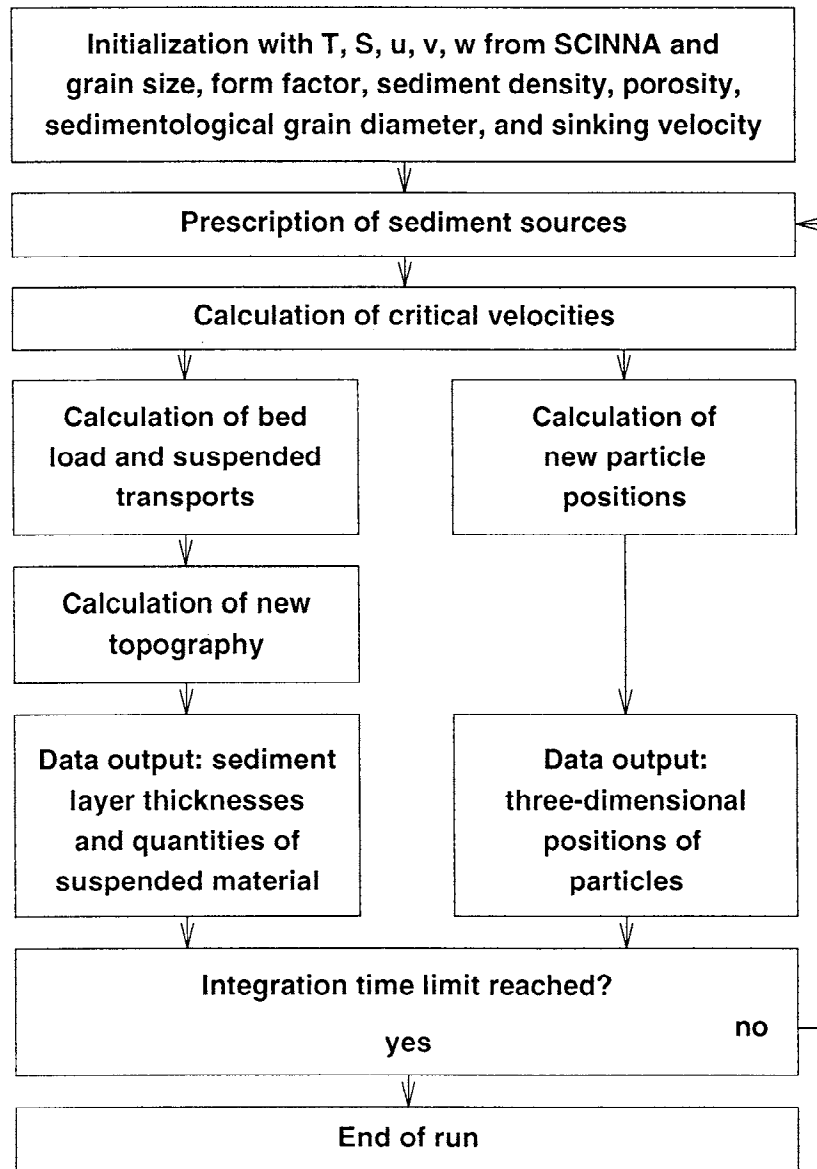 Initialization with T, S, u, v, w from SCINNA and
grain size, form factor, sediment density, porosity,
sedimentological grain diameter, and sinking velocity
Prescription of sediment sources
Calculation of critical velocities
Calculation of bed
load and suspended
transports
Calculation of
new particle
positions
Calculation of new
topography
Data output: sediment
layer thicknesses
and quantities of
suspended material
Data output:
three-dimensional
positions of
particles
Integration time limit reached?
no
yes
End of run